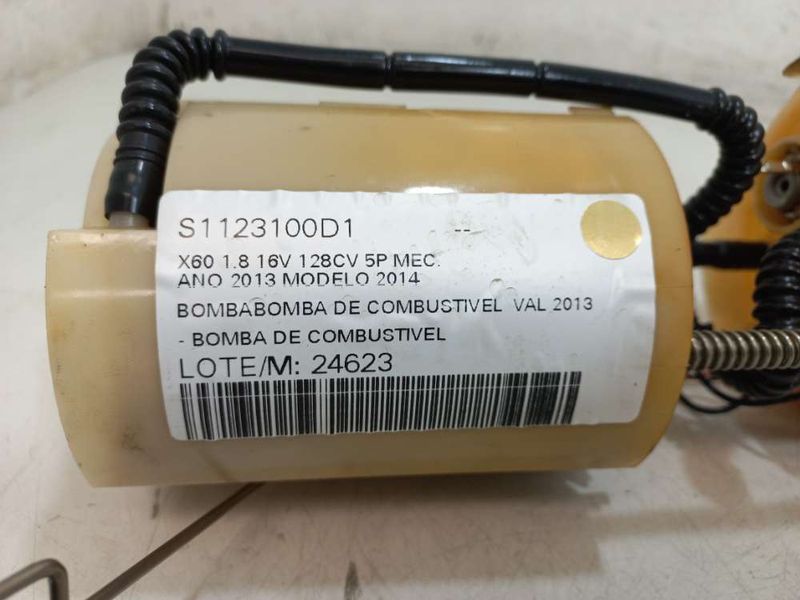 S1123100D1 --
X60 1.8 16V 128CV 5P MEC.
ANO 2013 MODELO 2014
BOMBABOMBA DE COMBUSTIVEL VAL 2013
- BOMBA DE COMBUSTIVEL
LOTE/M: 24623